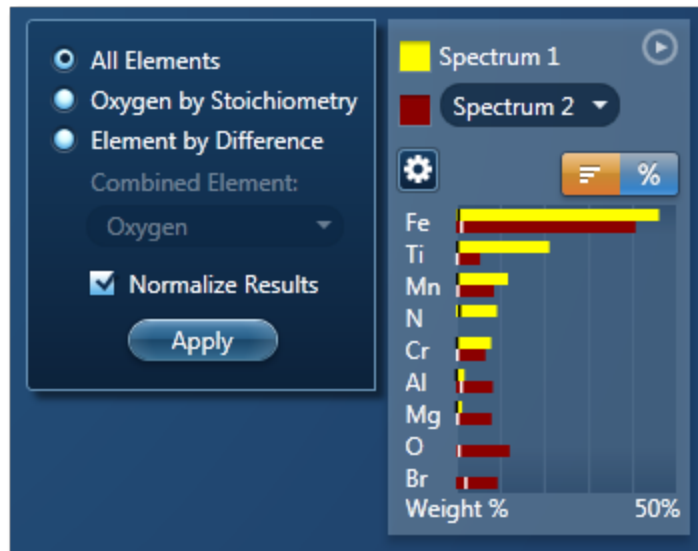 All Elements
Oxygen by Stoichiometry
Element by Difference
Combined Element:
Oxygen
Normalize Results
Apply
Spectrum 1
Spectrum 2
%
Fe
Ti
Mn
N
Cr
Al
Mg
O
Br
Weight % 50%